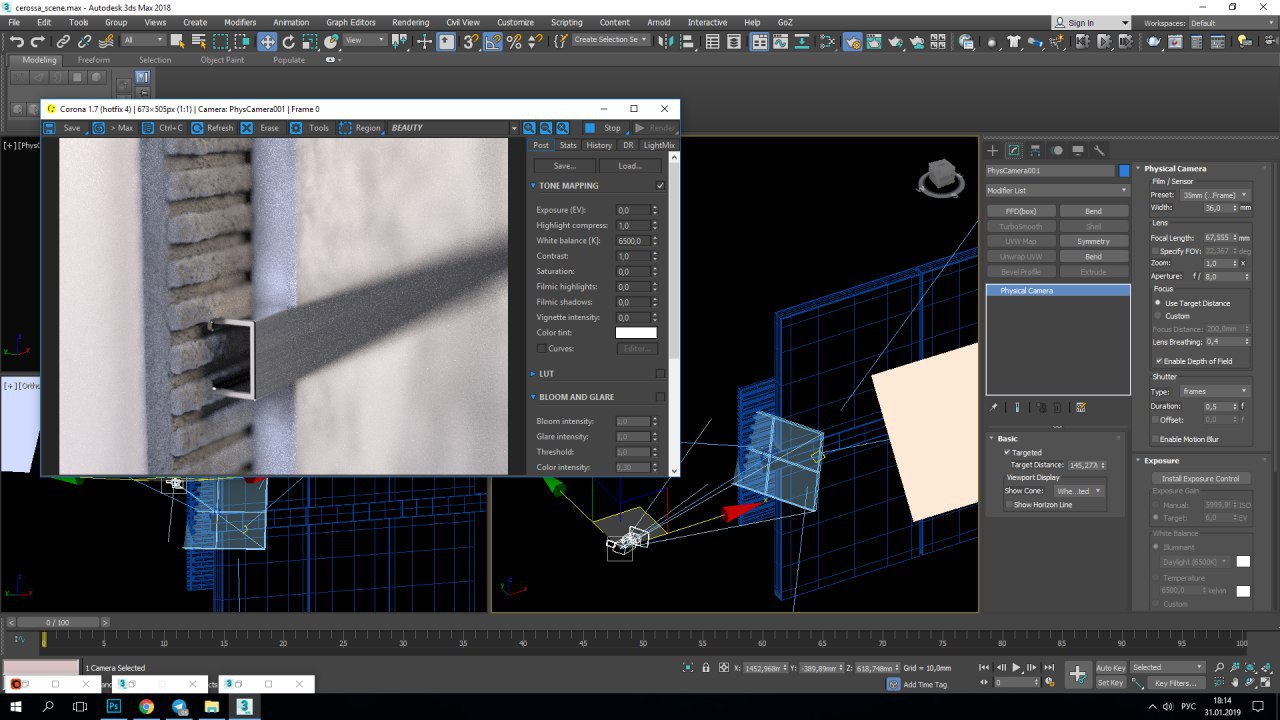 cerossa_scene.max - Autodesk 3ds Max 2018
File Edit Tools Group Views Create Modifiers Animation Graph Editors Rendering Civil View Customize Scripting Content Arnold Interactive Help GoZ
Sign In
Workspaces: Default
All
View
Create Selection Se
Modeling Freeform Selection Object Paint Populate
Corona 1.7 (hotfix 4) | 673×505px (1:1) | Camera: PhysCamera001 | Frame 0
Save > Max Ctrl+C Refresh Erase Tools Region BEAUTY Stop Render
Post Stats History DR LightMix
Save... Load...
TONE MAPPING
Exposure (EV): 0,0
Highlight compress: 1,0
White balance [K]: 6500,0
Contrast: 1,0
Saturation: 0,0
Filmic highlights: 0,0
Filmic shadows: 0,0
Vignette intensity: 0,0
Color tint:
Curves: Editor...
LUT
BLOOM AND GLARE
Bloom intensity: 1,0
Glare intensity: 1,0
Threshold: 1,0
Color intensity: 0,30
[+] [PhysC
[+] [Ortho
x
PhysCamera001
Modifier List
FFD(box) Bend
TurboSmooth Shell
UVW Map Symmetry
Unwrap UVW Bend
Bevel Profile Extrude
Physical Camera
Basic
Targeted
Target Distance: 145,277
Viewport Display
Show Cone: Whe...ted
Show Horizon Line
Physical Camera
Film / Sensor
Preset: 35mm (...Frame)
Width: 36,0 mm
Lens
Focal Length: 67,555 mm
Specify FOV: 22,367 deg
Zoom: 1,0 x
Aperture: f / 8,0
Focus
Use Target Distance
Custom
Focus Distance: 200,0mm
Lens Breathing: 0,4
Enable Depth of Field
Shutter
Type: frames
Duration: 0,5 f
Offset: 0,0 f
Enable Motion Blur
Exposure
Install Exposure Control
Exposure Gain
Manual: ISO
Target: 6,0 EV
White Balance
Illuminant
Daylight (6500K)
Temperature
6500,0 kelvin
Custom
< 0 / 100 >
0 5 10 15 20 25 30 35 40 45 50 55 60 65 70 75 80 85 90 95 100
1 Camera Selected
X: 1452,968m Y: -389,89mm Z: 618,748mm Grid = 10,0mm
Add Time Tag
0
Auto Key Selected
Set Key Key Filters...
РУС
18:14
31.01.2019